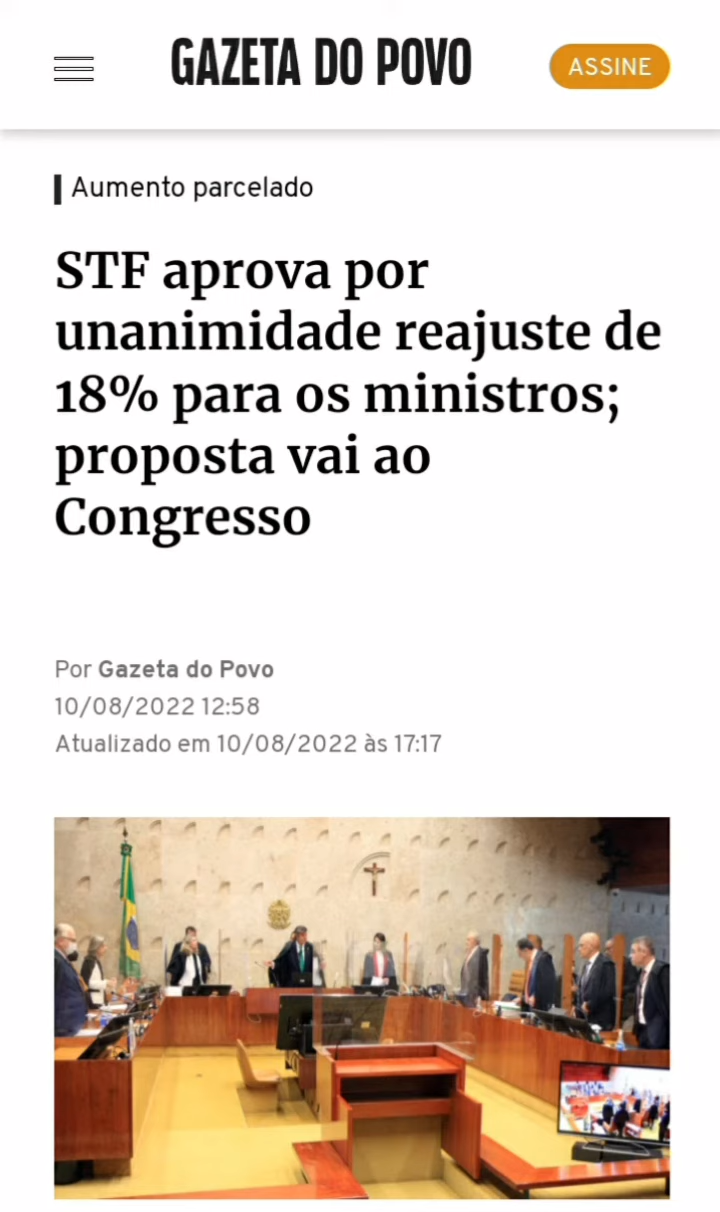 GAZETA DO POVO
ASSINE
Aumento parcelado
STF aprova por
unanimidade reajuste de
18% para os ministros;
proposta vai ao
Congresso
Por Gazeta do Povo
10/08/2022 12:58
Atualizado em 10/08/2022 às 17:17